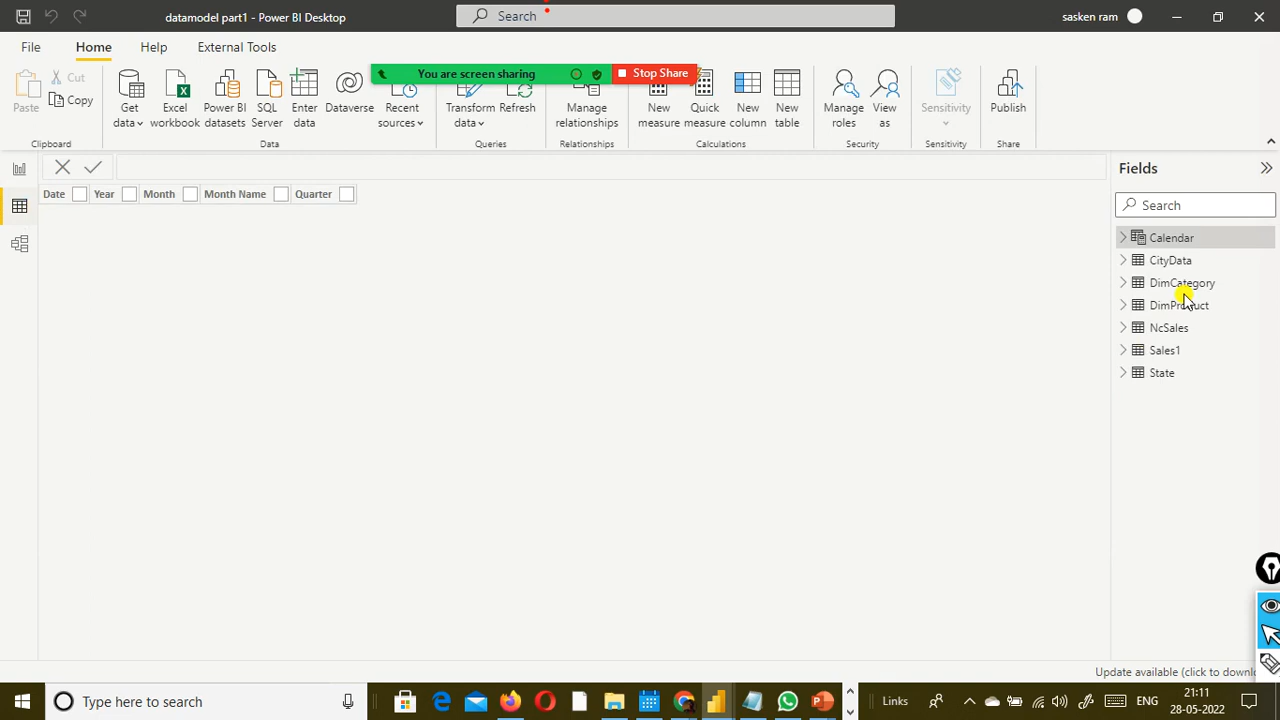 datamodel part1 - Power BI Desktop
Search
sasken ram
File
Home
Help
External Tools
You are screen sharing
Stop Share
Paste
Cut
Copy
Get data
Excel workbook
Power BI datasets
SQL Server
Enter data
Dataverse
Recent sources
Transform data
Refresh
Manage relationships
New measure
Quick measure
New column
New table
Manage roles
View as
Sensitivity
Publish
Clipboard
Data
Queries
Relationships
Calculations
Security
Sensitivity
Share
Date
Year
Month
Month Name
Quarter
Fields
Search
Calendar
CityData
DimCategory
DimProduct
NcSales
Sales1
State
Update available (click to
Type here to search
Links
ENG
21:11
28-05-2022